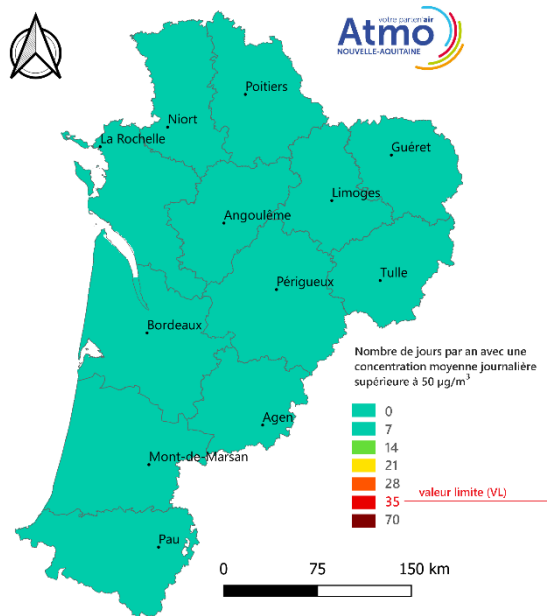 votre parten'air
Atmo
NOUVELLE-AQUITAINE
Poitiers
Niort
La Rochelle
Guéret
Limoges
Angoulême
Tulle
Périgueux
Bordeaux
Nombre de jours par an avec une
concentration moyenne journalière
supérieure à 50 µg/m³
0
7
14
21
28
35 valeur limite (VL)
70
Agen
Mont-de-Marsan
Pau
0 75 150 km